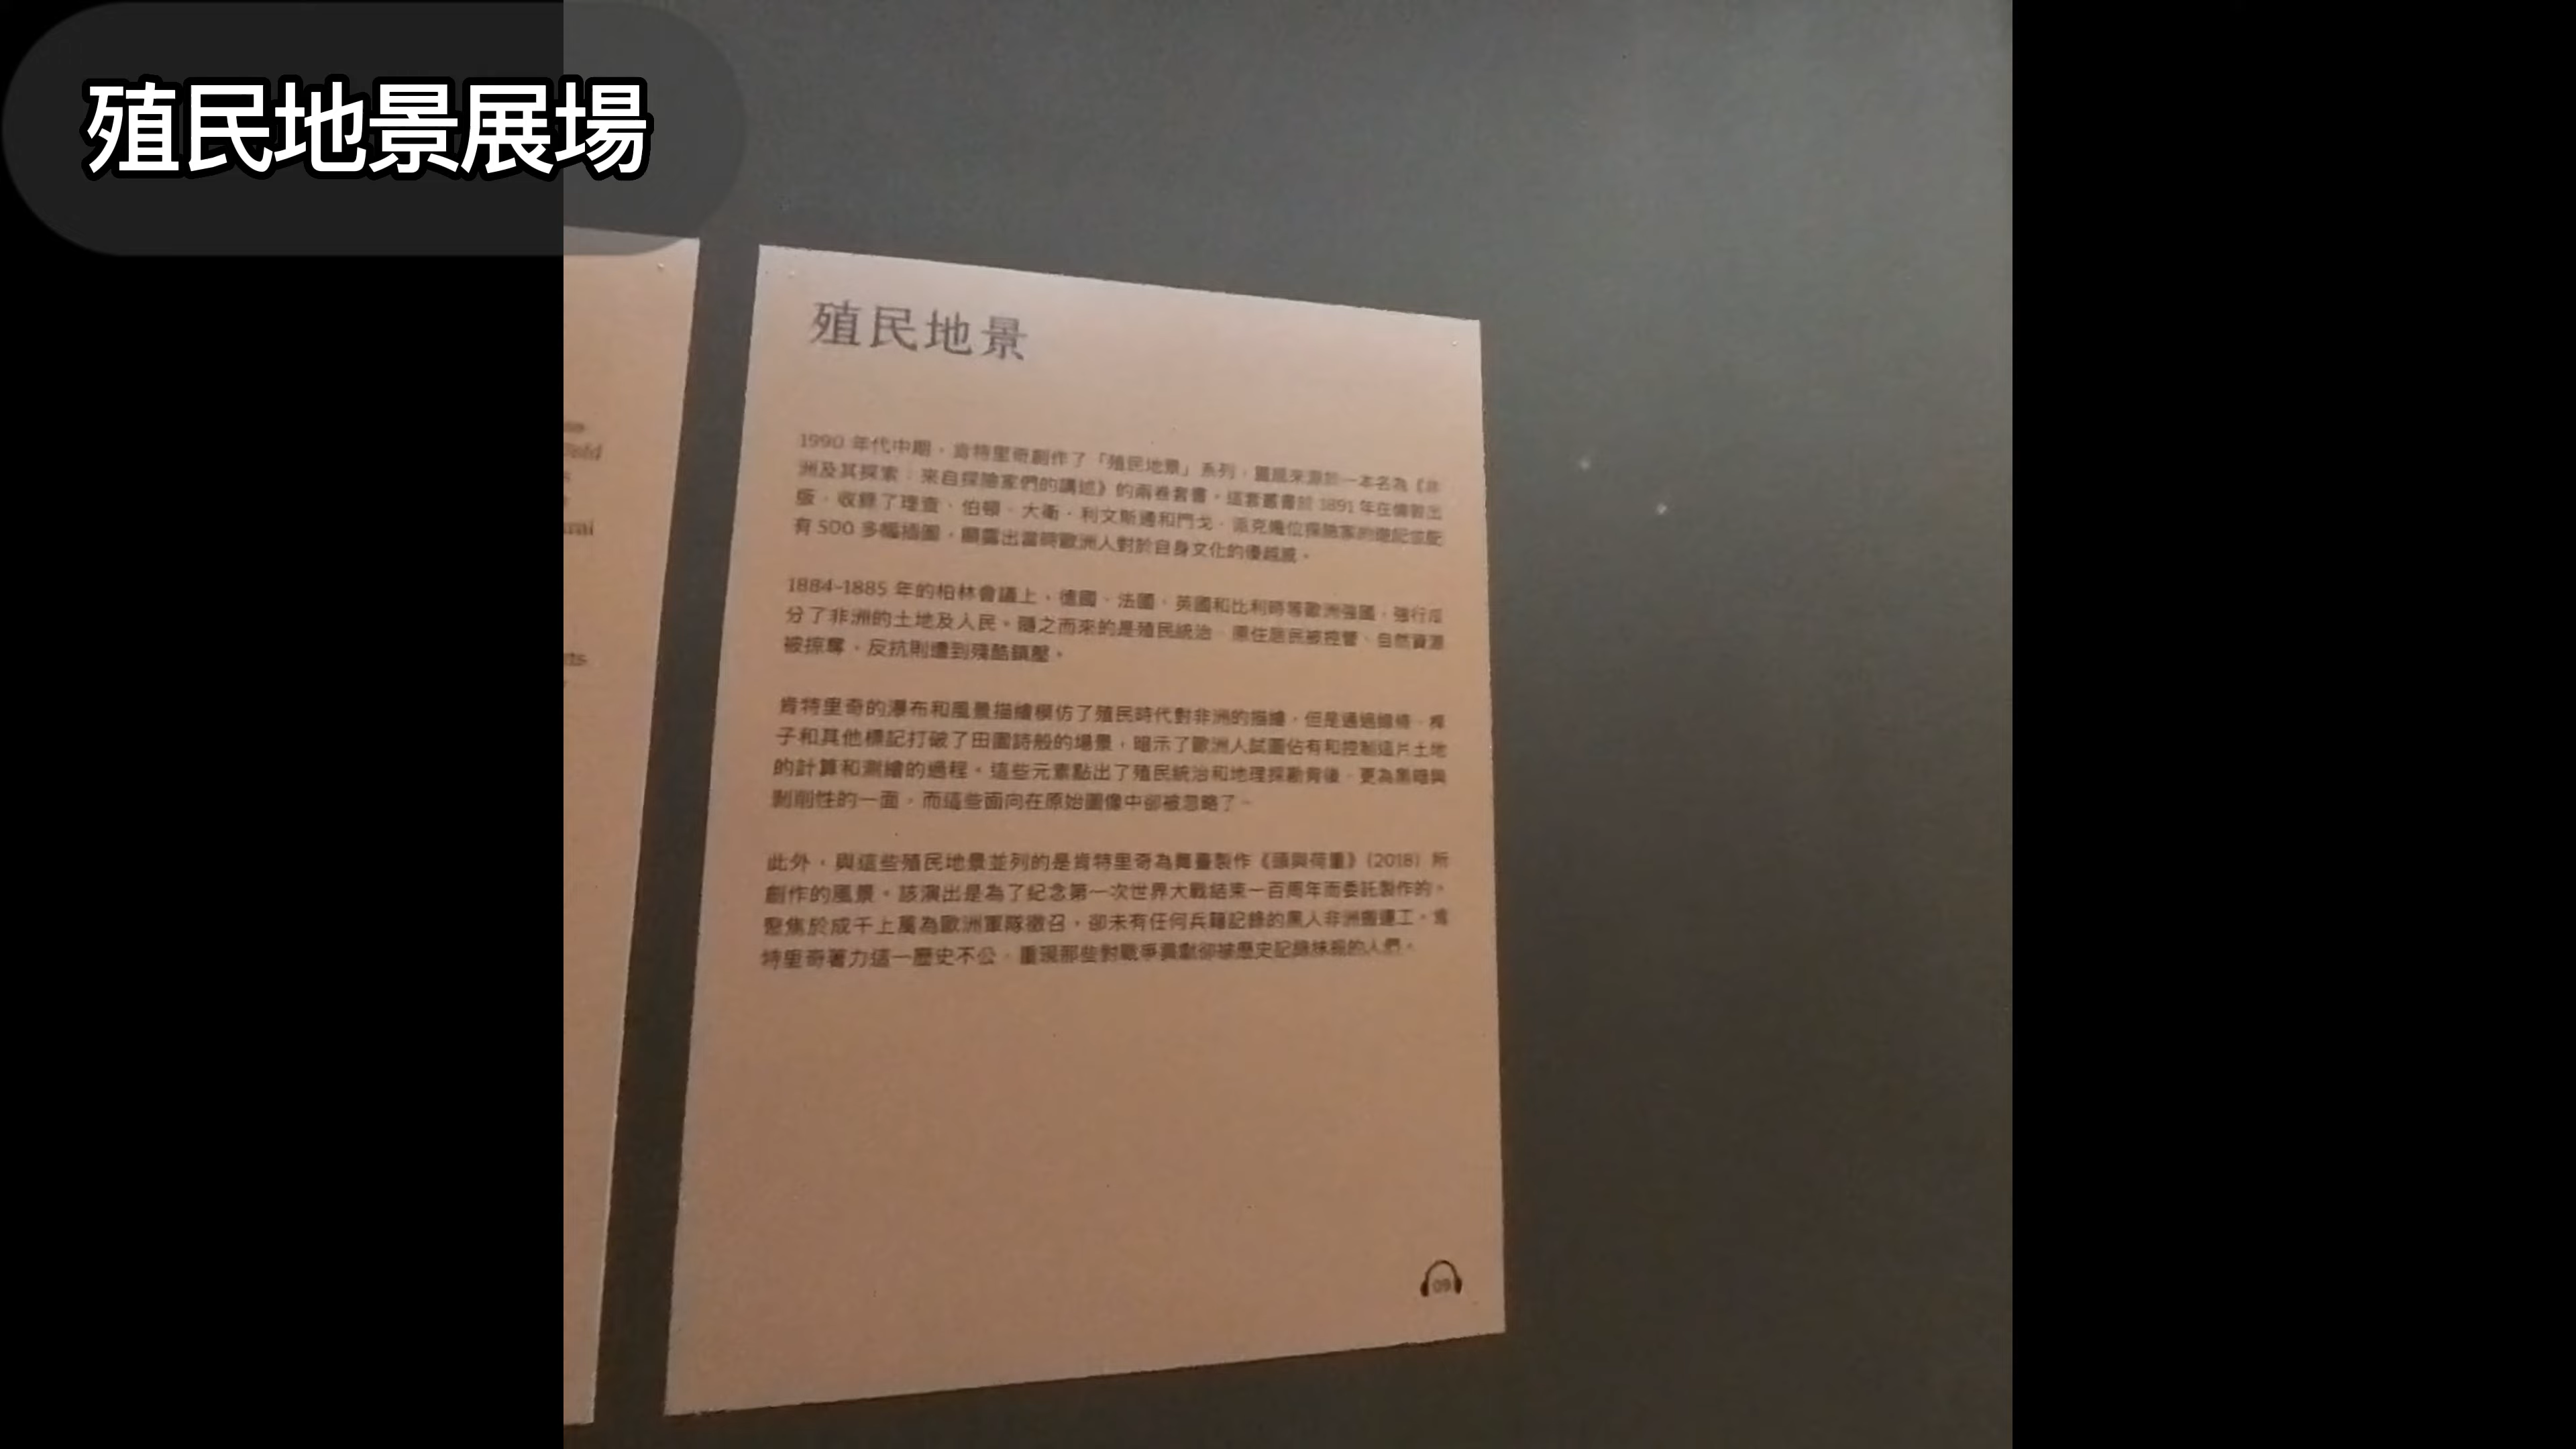 殖民地景展場
殖民地景
1990 年代中期，肯特里奇創作了「殖民地景」系列，靈感來源於一本名為《非
洲及其探索：來自探險家們的講述》的兩卷套書。這套叢書於 1891 年在倫敦出
版，收錄了理查・伯頓、大衛・利文斯通和門戈・派克幾位探險家的遊記並配
有 500 多幅插圖，顯露出當時歐洲人對於自身文化的優越感。
1884-1885 年的柏林會議上，德國、法國、英國和比利時等歐洲強國，強行瓜
分了非洲的土地及人民。隨之而來的是殖民統治、原住居民被控管、自然資源
被掠奪，反抗則遭到殘酷鎮壓。
肯特里奇的瀑布和風景描繪模仿了殖民時代對非洲的描繪，但是通過線條、
子和其他標記打破了田園詩般的場景，暗示了歐洲人試圖佔有和控制這片土地
的計算和測繪的過程。這些元素點出了殖民統治和地理探勘背後，更為黑暗與
剝削性的一面，而這些面向在原始圖像中卻被忽略了。
此外，與這些殖民地景並列的是肯特里奇為舞臺製作《頭與荷重》(2018) 所
創作的風景。該演出是為了紀念第一次世界大戰結束一百周年而委託製作的，
聚焦於成千上萬為歐洲軍隊徵召，卻未有任何兵籍記錄的黑人非洲搬運工。肯
特里奇著力這一歷史不公，重現那些對戰爭貢獻卻被歷史記錄抹報的人們。
09